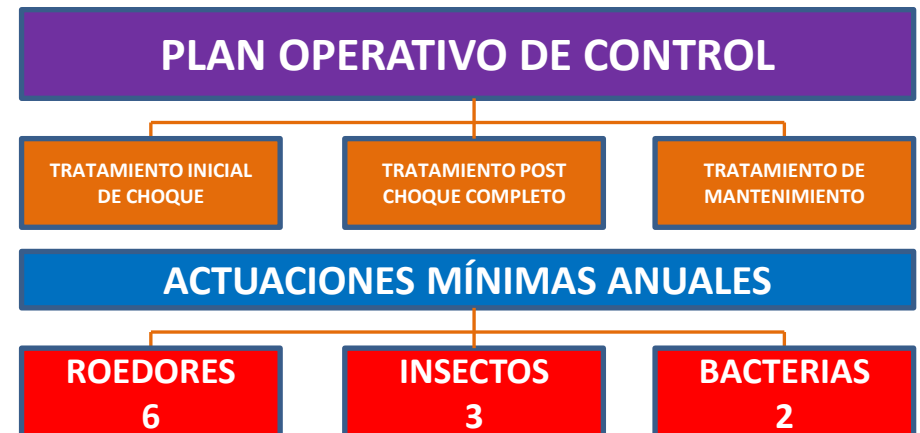 PLAN OPERATIVO DE CONTROL
TRATAMIENTO INICIAL
DE CHOQUE
TRATAMIENTO POST
CHOQUE COMPLETO
TRATAMIENTO DE
MANTENIMIENTO
ACTUACIONES MÍNIMAS ANUALES
ROEDORES
6
INSECTOS
3
BACTERIAS
2